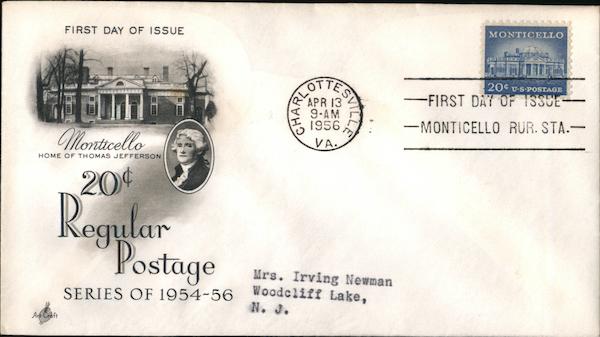 FIRST DAY OF ISSUE
Monticello
HOME OF THOMAS JEFFERSON
20¢
Regular
Postage
SERIES OF 1954-56
Art Craft
CHARLOTTESVILLE
APR 13
9-AM
1956
VA.
MONTICELLO
20¢ U·S·POSTAGE
FIRST DAY OF ISSUE
MONTICELLO RUR. STA.
Mrs. Irving Newman
Woodcliff Lake,
N. J.